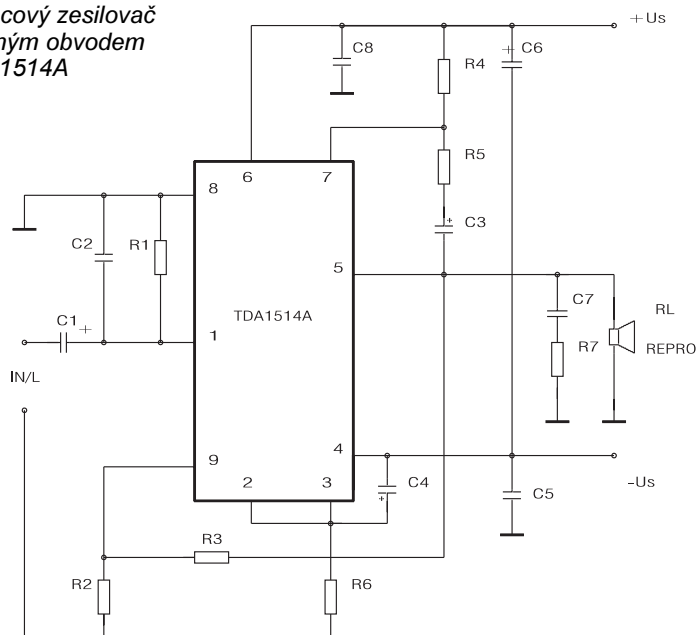 cový zesilovač
ným obvodem
1514A
+Us
C8
C6
+
R4
6
7
R5
8
C3
+
C2
R1
5
TDA1514A
C7
RL
C1
+
1
R7
REPRO
IN/L
9
4
2
3
C4
+
-Us
C5
R3
R2
R6